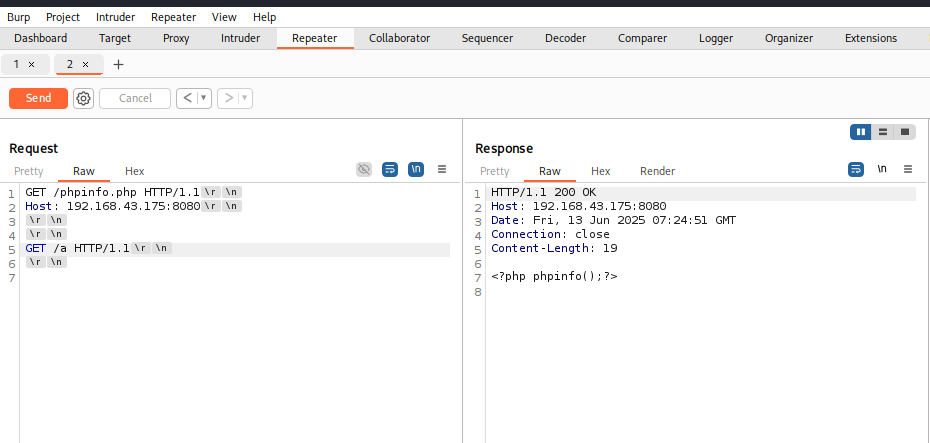 Burp Project Intruder Repeater View Help
Dashboard Target Proxy Intruder Repeater Collaborator Sequencer Decoder Comparer Logger Organizer Extensions
1 × 2 × +
Send Cancel < >
Request
Pretty Raw Hex \n
1 GET /phpinfo.php HTTP/1.1 \r \n
2 Host: 192.168.43.175:8080 \r \n
3 \r \n
4 \r \n
5 GET /a HTTP/1.1 \r \n
6 \r \n
7
Response
Pretty Raw Hex Render \n
1 HTTP/1.1 200 OK
2 Host: 192.168.43.175:8080
3 Date: Fri, 13 Jun 2025 07:24:51 GMT
4 Connection: close
5 Content-Length: 19
6
7 <?php phpinfo();?>
8